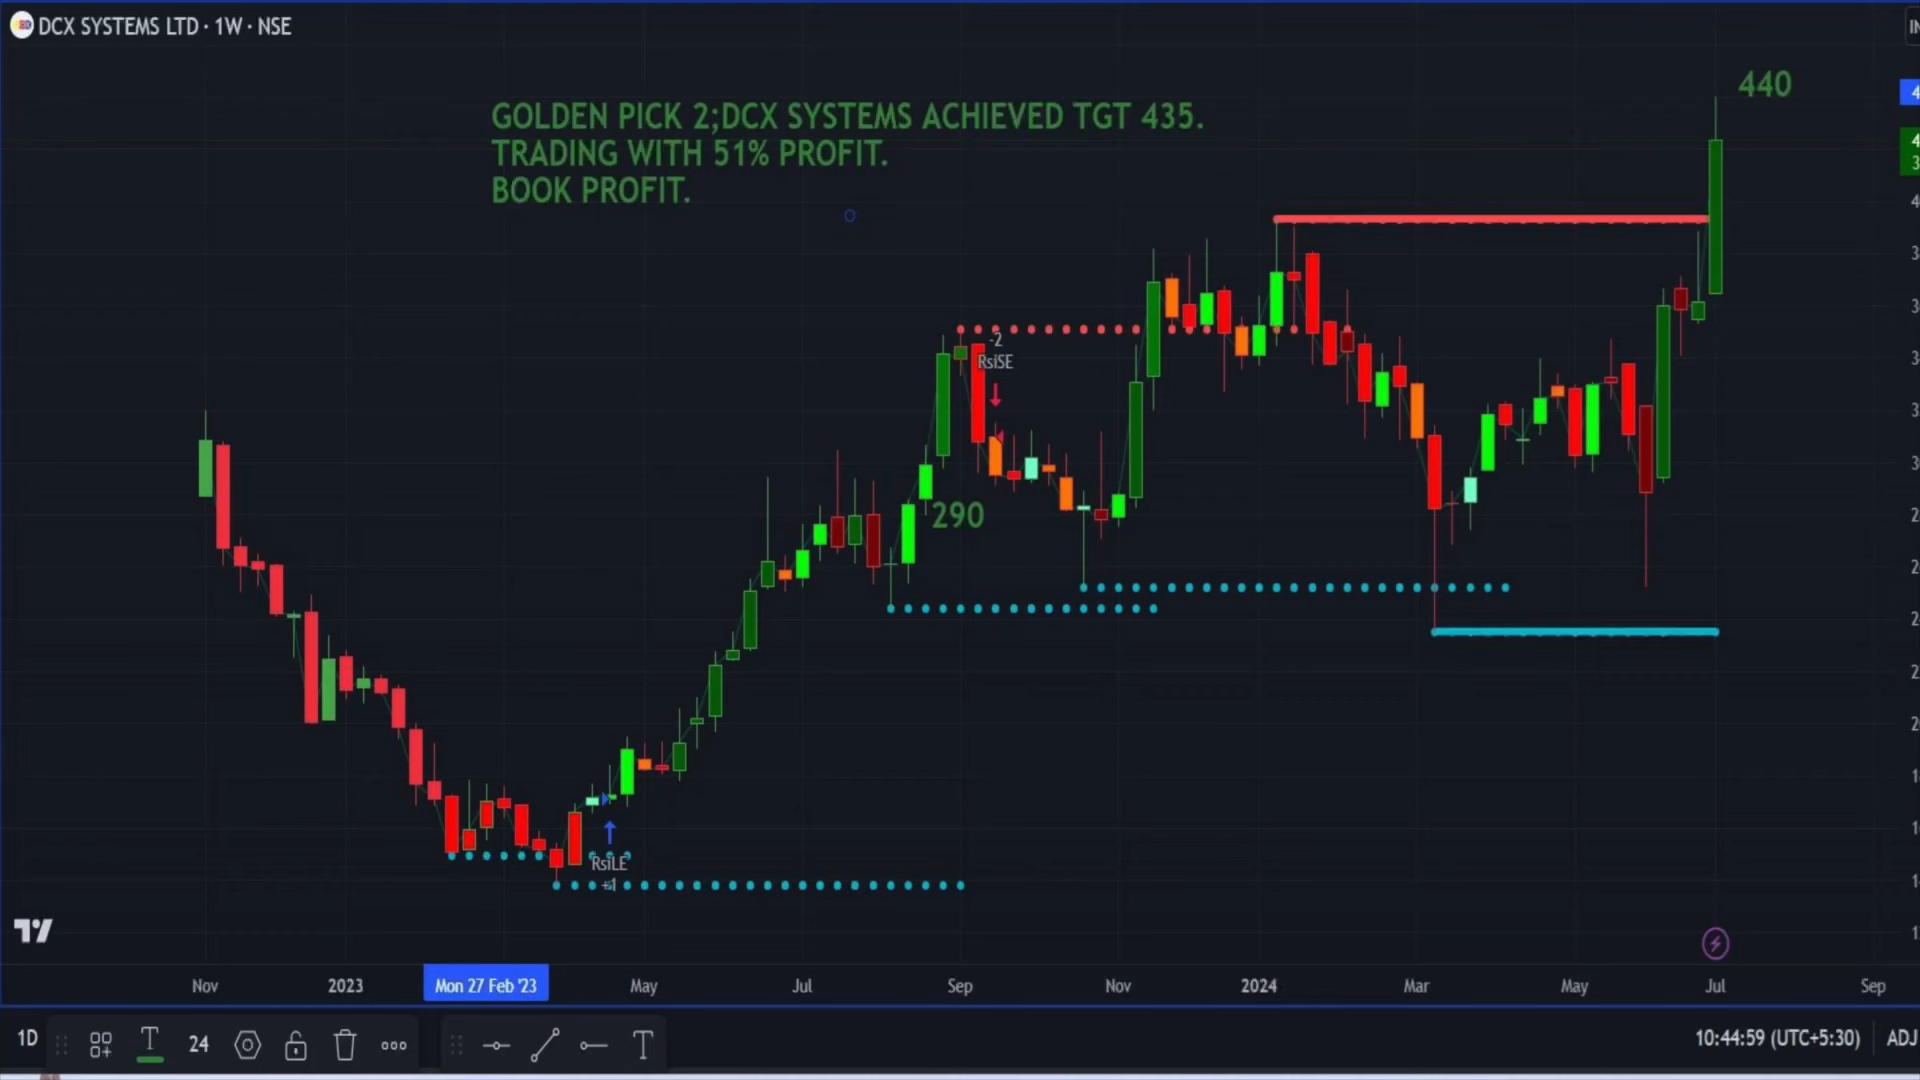 DCX SYSTEMS LTD · 1W · NSE
440
GOLDEN PICK 2;DCX SYSTEMS ACHIEVED TGT 435.
TRADING WITH 51% PROFIT.
BOOK PROFIT.
-2
RsiSE
290
RsiLE
+1
Nov 2023 Mon 27 Feb '23 May Jul Sep Nov 2024 Mar May Jul Sep
1D 24 10:44:59 (UTC+5:30) ADJ